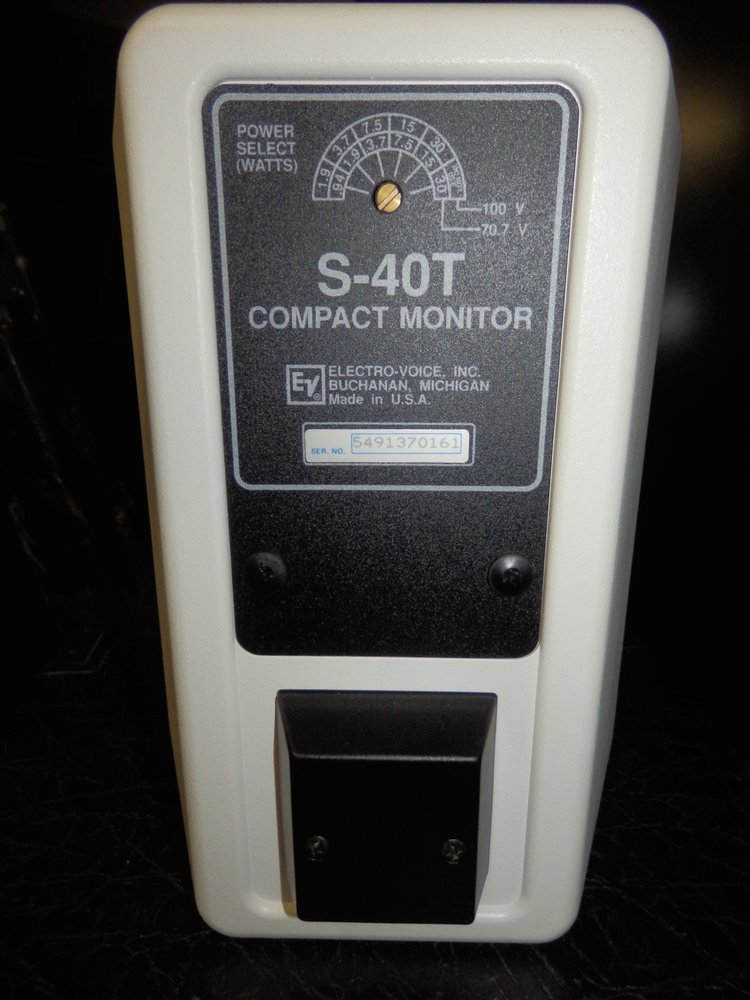 POWER
SELECT
(WATTS)
1.9 3.7 7.5 15 30
.94 1.9 3.7 7.5 15 30
100 V
70.7 V
S-40T
COMPACT MONITOR
EV®
ELECTRO-VOICE, INC.
BUCHANAN, MICHIGAN
Made in U.S.A.
SER. NO. 5491370161